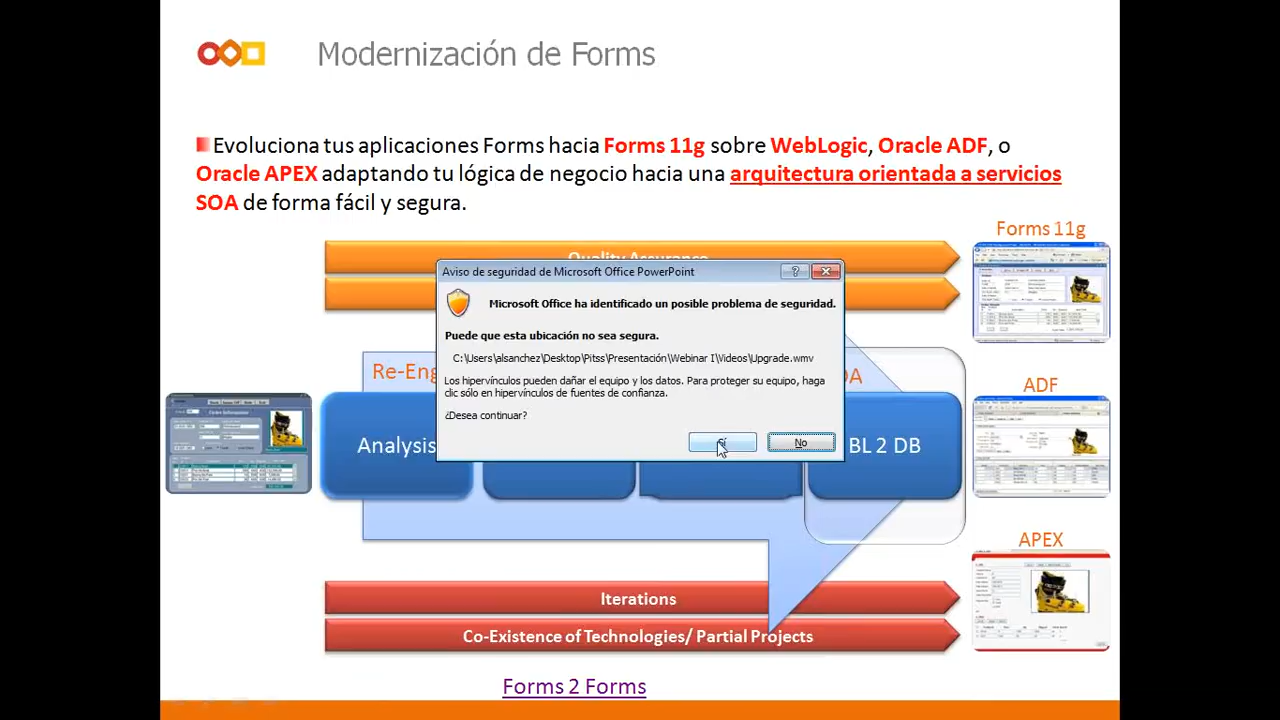 Modernización de Forms
Evoluciona tus aplicaciones Forms hacia Forms 11g sobre WebLogic, Oracle ADF, o
Oracle APEX adaptando tu lógica de negocio hacia una arquitectura orientada a servicios
SOA de forma fácil y segura.
Forms 11g
Quality Assurance
Aviso de seguridad de Microsoft Office PowerPoint
Microsoft Office ha identificado un posible problema de seguridad.
Puede que esta ubicación no sea segura.
C:\Users\alsanchez\Desktop\Pitss\Presentación\Webinar I\Videos\Upgrade.wmv
Los hipervínculos pueden dañar el equipo y los datos. Para proteger su equipo, haga
clic sólo en hipervínculos de fuentes de confianza.
¿Desea continuar?
Sí
No
Re-Eng
OA
ADF
Analysis
BL 2 DB
APEX
Iterations
Co-Existence of Technologies/ Partial Projects
Forms 2 Forms